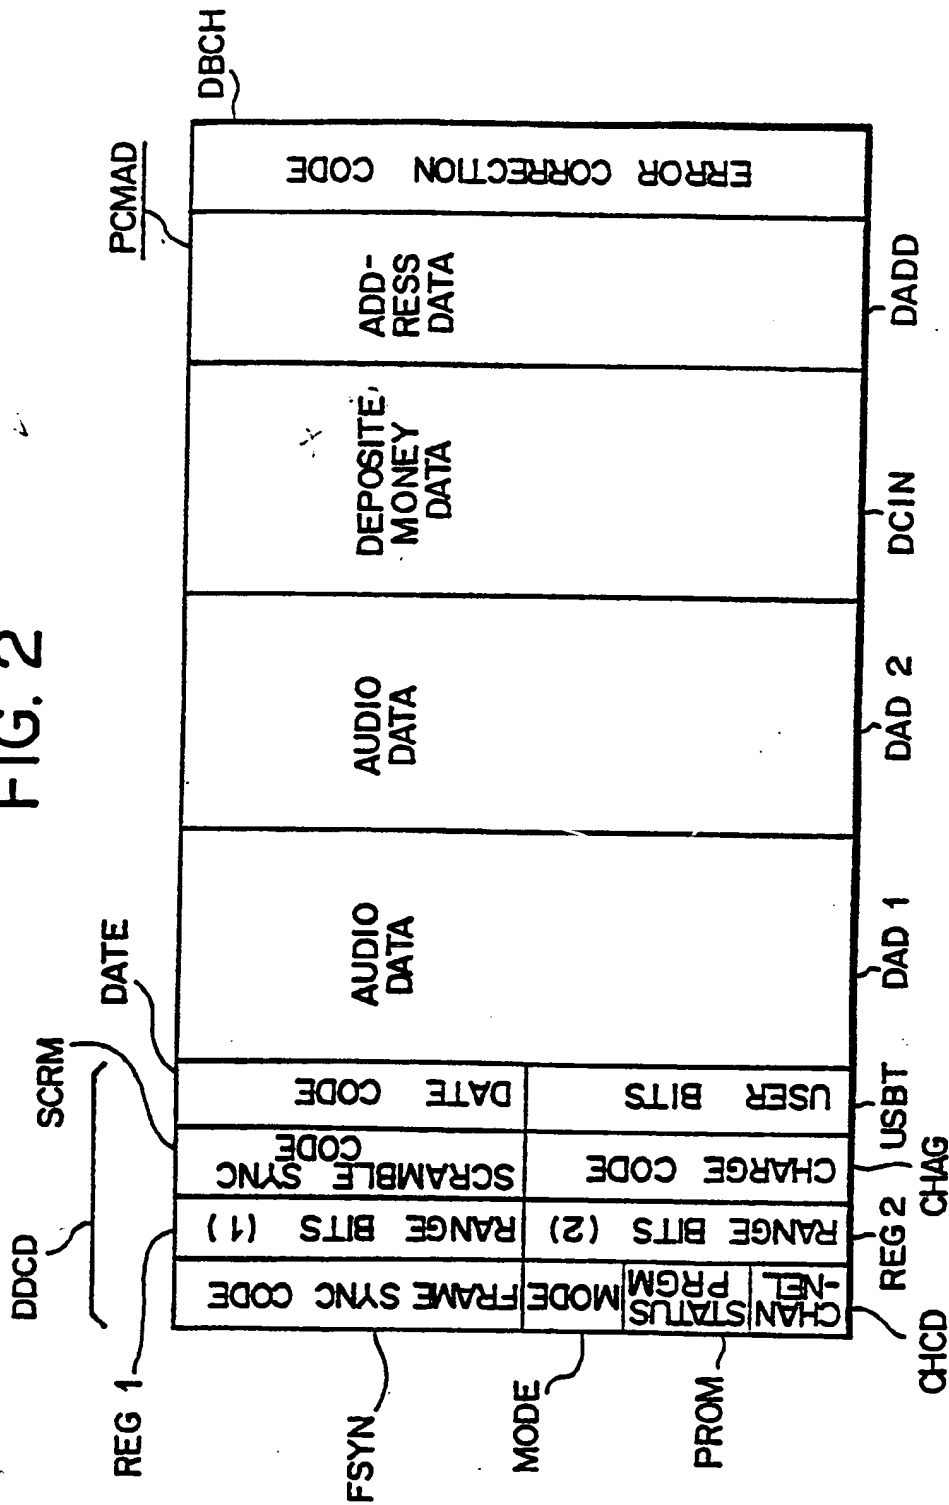 FIG. 2
DDCD
REG 1
SCRM
DATE
PCMAD
DBCH
FSYN
MODE
PROM
FRAME SYNC CODE
MODE
STATUS
PRGM
CHAN
-NEL
RANGE BITS (1)
RANGE BITS (2)
SCRAMBLE SYNC
CODE
CHARGE CODE
DATE CODE
USER BITS
AUDIO
DATA
AUDIO
DATA
DEPOSITE
MONEY
DATA
ADD-
RESS
DATA
ERROR CORRECTION CODE
CHCD
REG 2
CHAG
USBT
DAD 1
DAD 2
DCIN
DADD